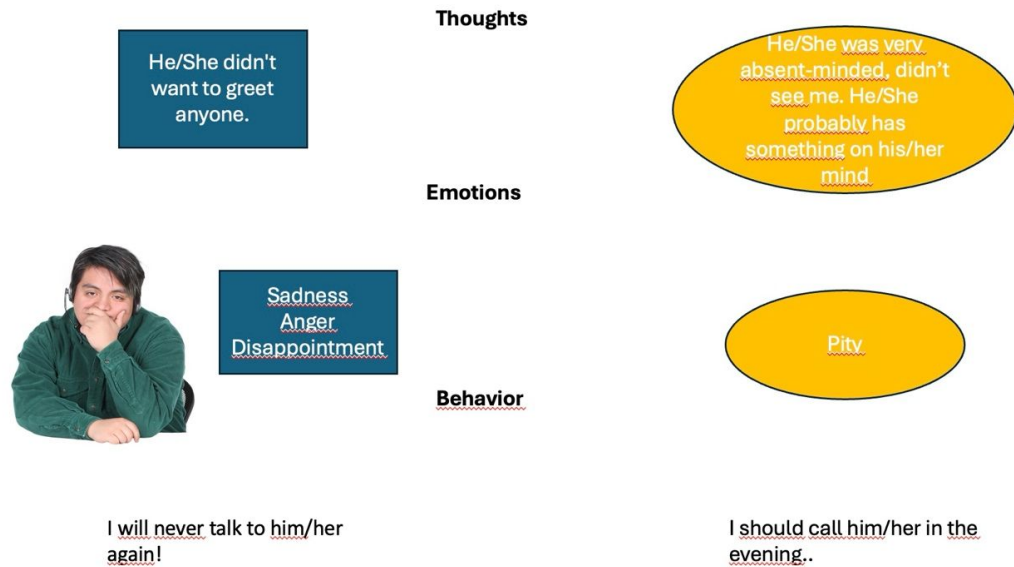 Thoughts
He/She didn't
want to greet
anyone.
He/She was very
absent-minded, didn’t
see me. He/She
probably has
something on his/her
mind
Emotions
Sadness
Anger
Disappointment
Pity
Behavior
I will never talk to him/her
again!
I should call him/her in the
evening..